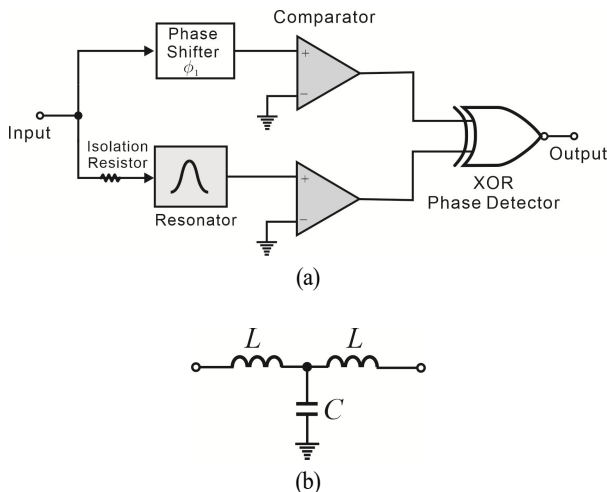 Comparator
Phase
Shifter
ϕ1
+
−
Input
Isolation
Resistor
Output
XOR
Phase Detector
+
−
Resonator
(a)
L
L
C
(b)